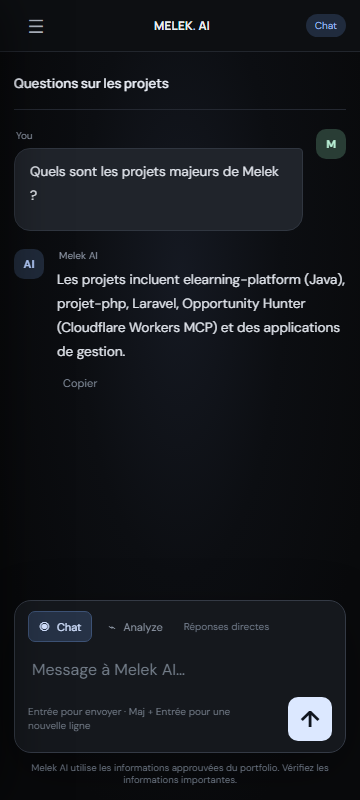 MELEK. AI
Chat
Questions sur les projets
You
M
Quels sont les projets majeurs de Melek
?
AI
Melek AI
Les projets incluent elearning-platform (Java),
projet-php, Laravel, Opportunity Hunter
(Cloudflare Workers MCP) et des applications
de gestion.
Copier
Chat
Analyze
Réponses directes
Message à Melek AI...
Entrée pour envoyer · Maj + Entrée pour une
nouvelle ligne
Melek AI utilise les informations approuvées du portfolio. Vérifiez les
informations importantes.